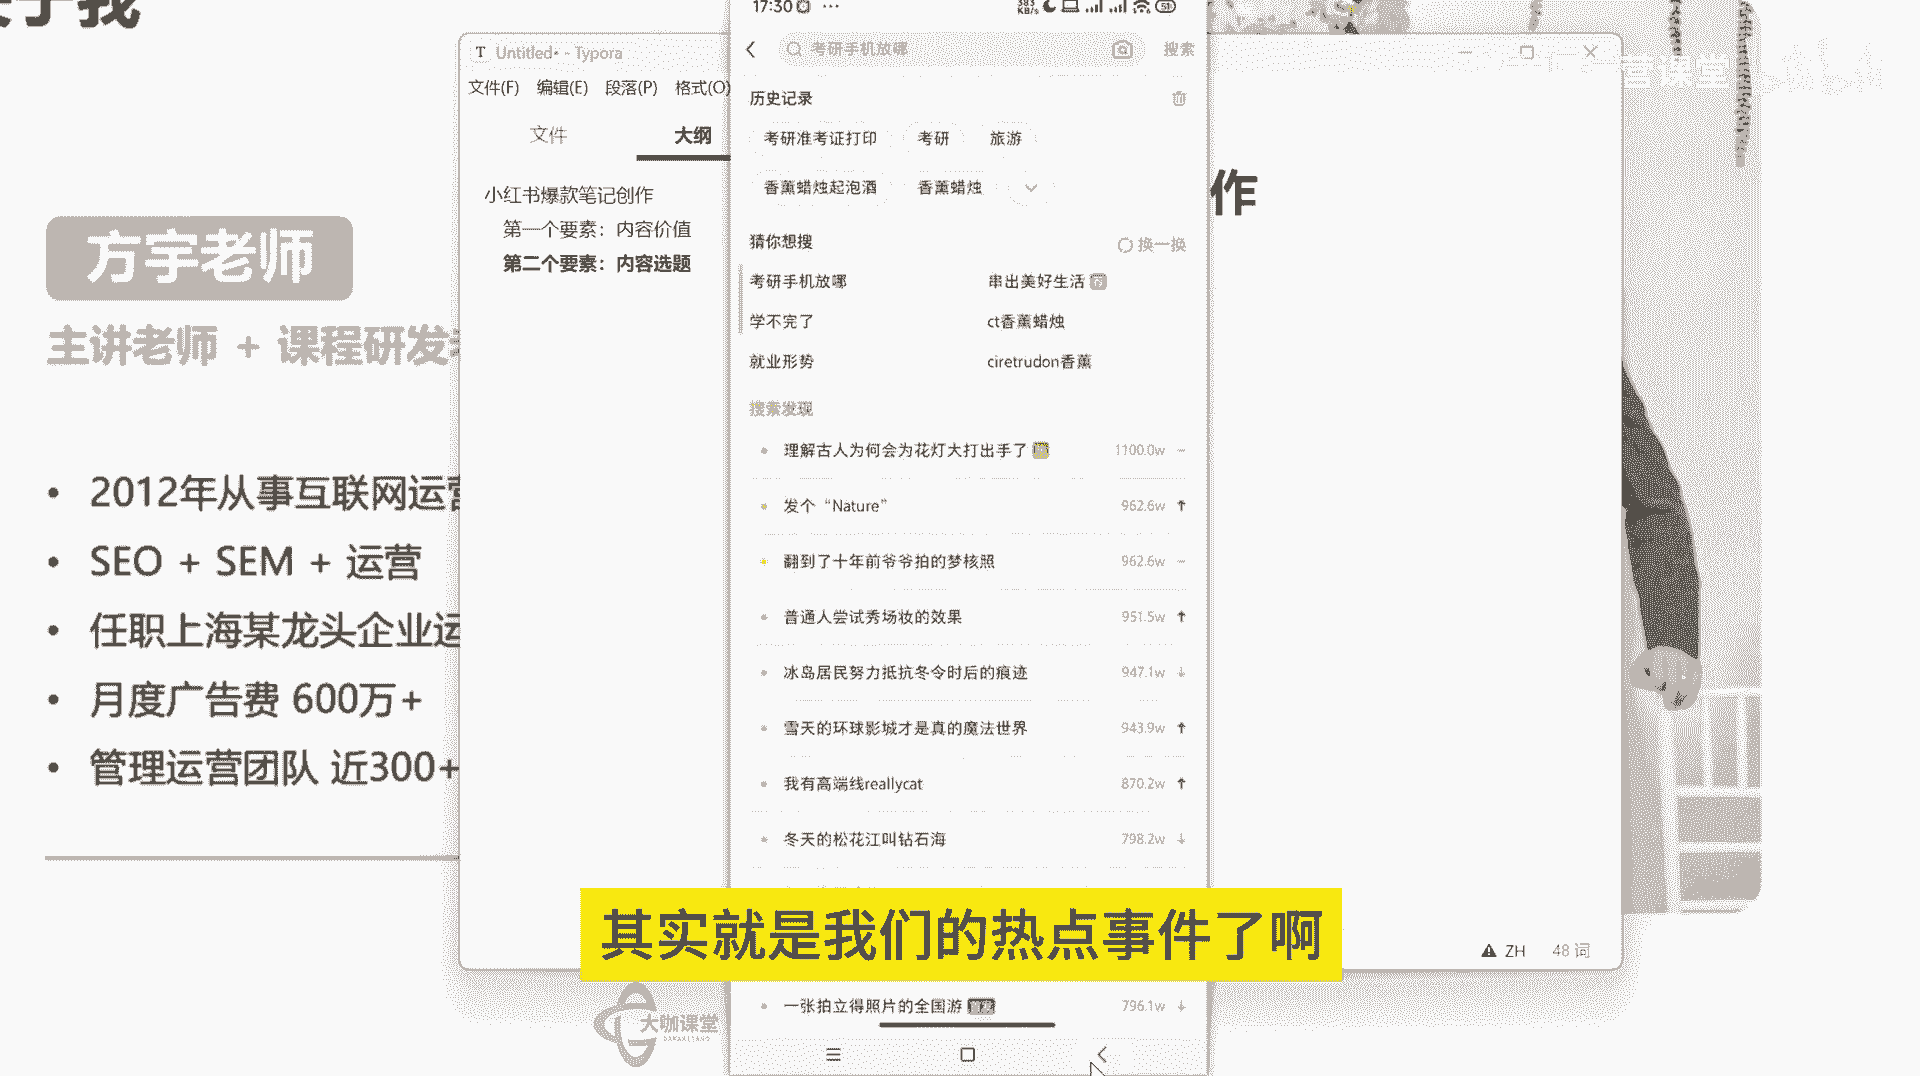 关于我
方宇老师
主讲老师 + 课程研发
2012年从事互联网运营
SEO + SEM + 运营
任职上海某龙头企业运
月度广告费 600万+
管理运营团队 近300+
Untitled• - Typora
文件(F) 编辑(E) 段落(P) 格式(O)
文件 大纲
小红书爆款笔记创作
第一个要素：内容价值
第二个要素：内容选题
作
ZH 48 词
17:30 ···
383 KB/s 51
考研手机放哪 搜索
历史记录
考研准考证打印 考研 旅游
香薰蜡烛起泡酒 香薰蜡烛
猜你想搜 换一换
考研手机放哪 串出美好生活
学不完了 ct香薰蜡烛
就业形势 ciretrudon香薰
搜索发现
理解古人为何会为花灯大打出手了 1100.0w
发个“Nature” 962.6w
翻到了十年前爷爷拍的梦核照 962.6w
普通人尝试秀场妆的效果 951.5w
冰岛居民努力抵抗冬令时后的痕迹 947.1w
雪天的环球影城才是真的魔法世界 943.9w
我有高端线reallycat 870.2w
冬天的松花江叫钻石海 798.2w
其实就是我们的热点事件了啊
一张拍立得照片的全国游 796.1w
大咖课堂
营课堂